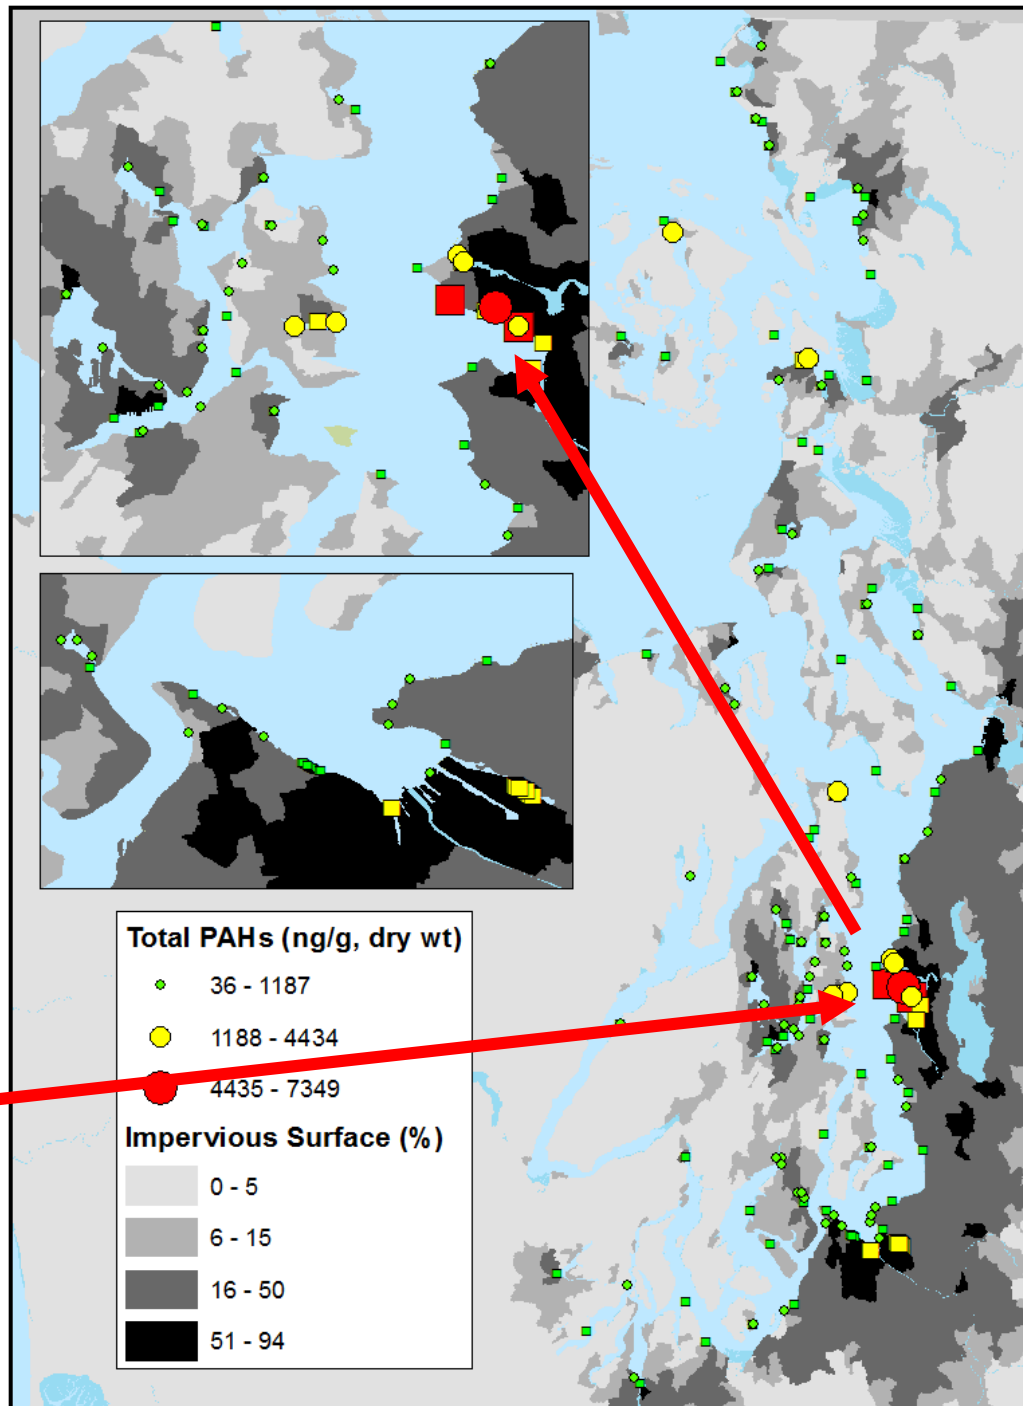 Total PAHs (ng/g, dry wt)
36 - 1187
1188 - 4434
4435 - 7349
Impervious Surface (%)
0 - 5
6 - 15
16 - 50
51 - 94